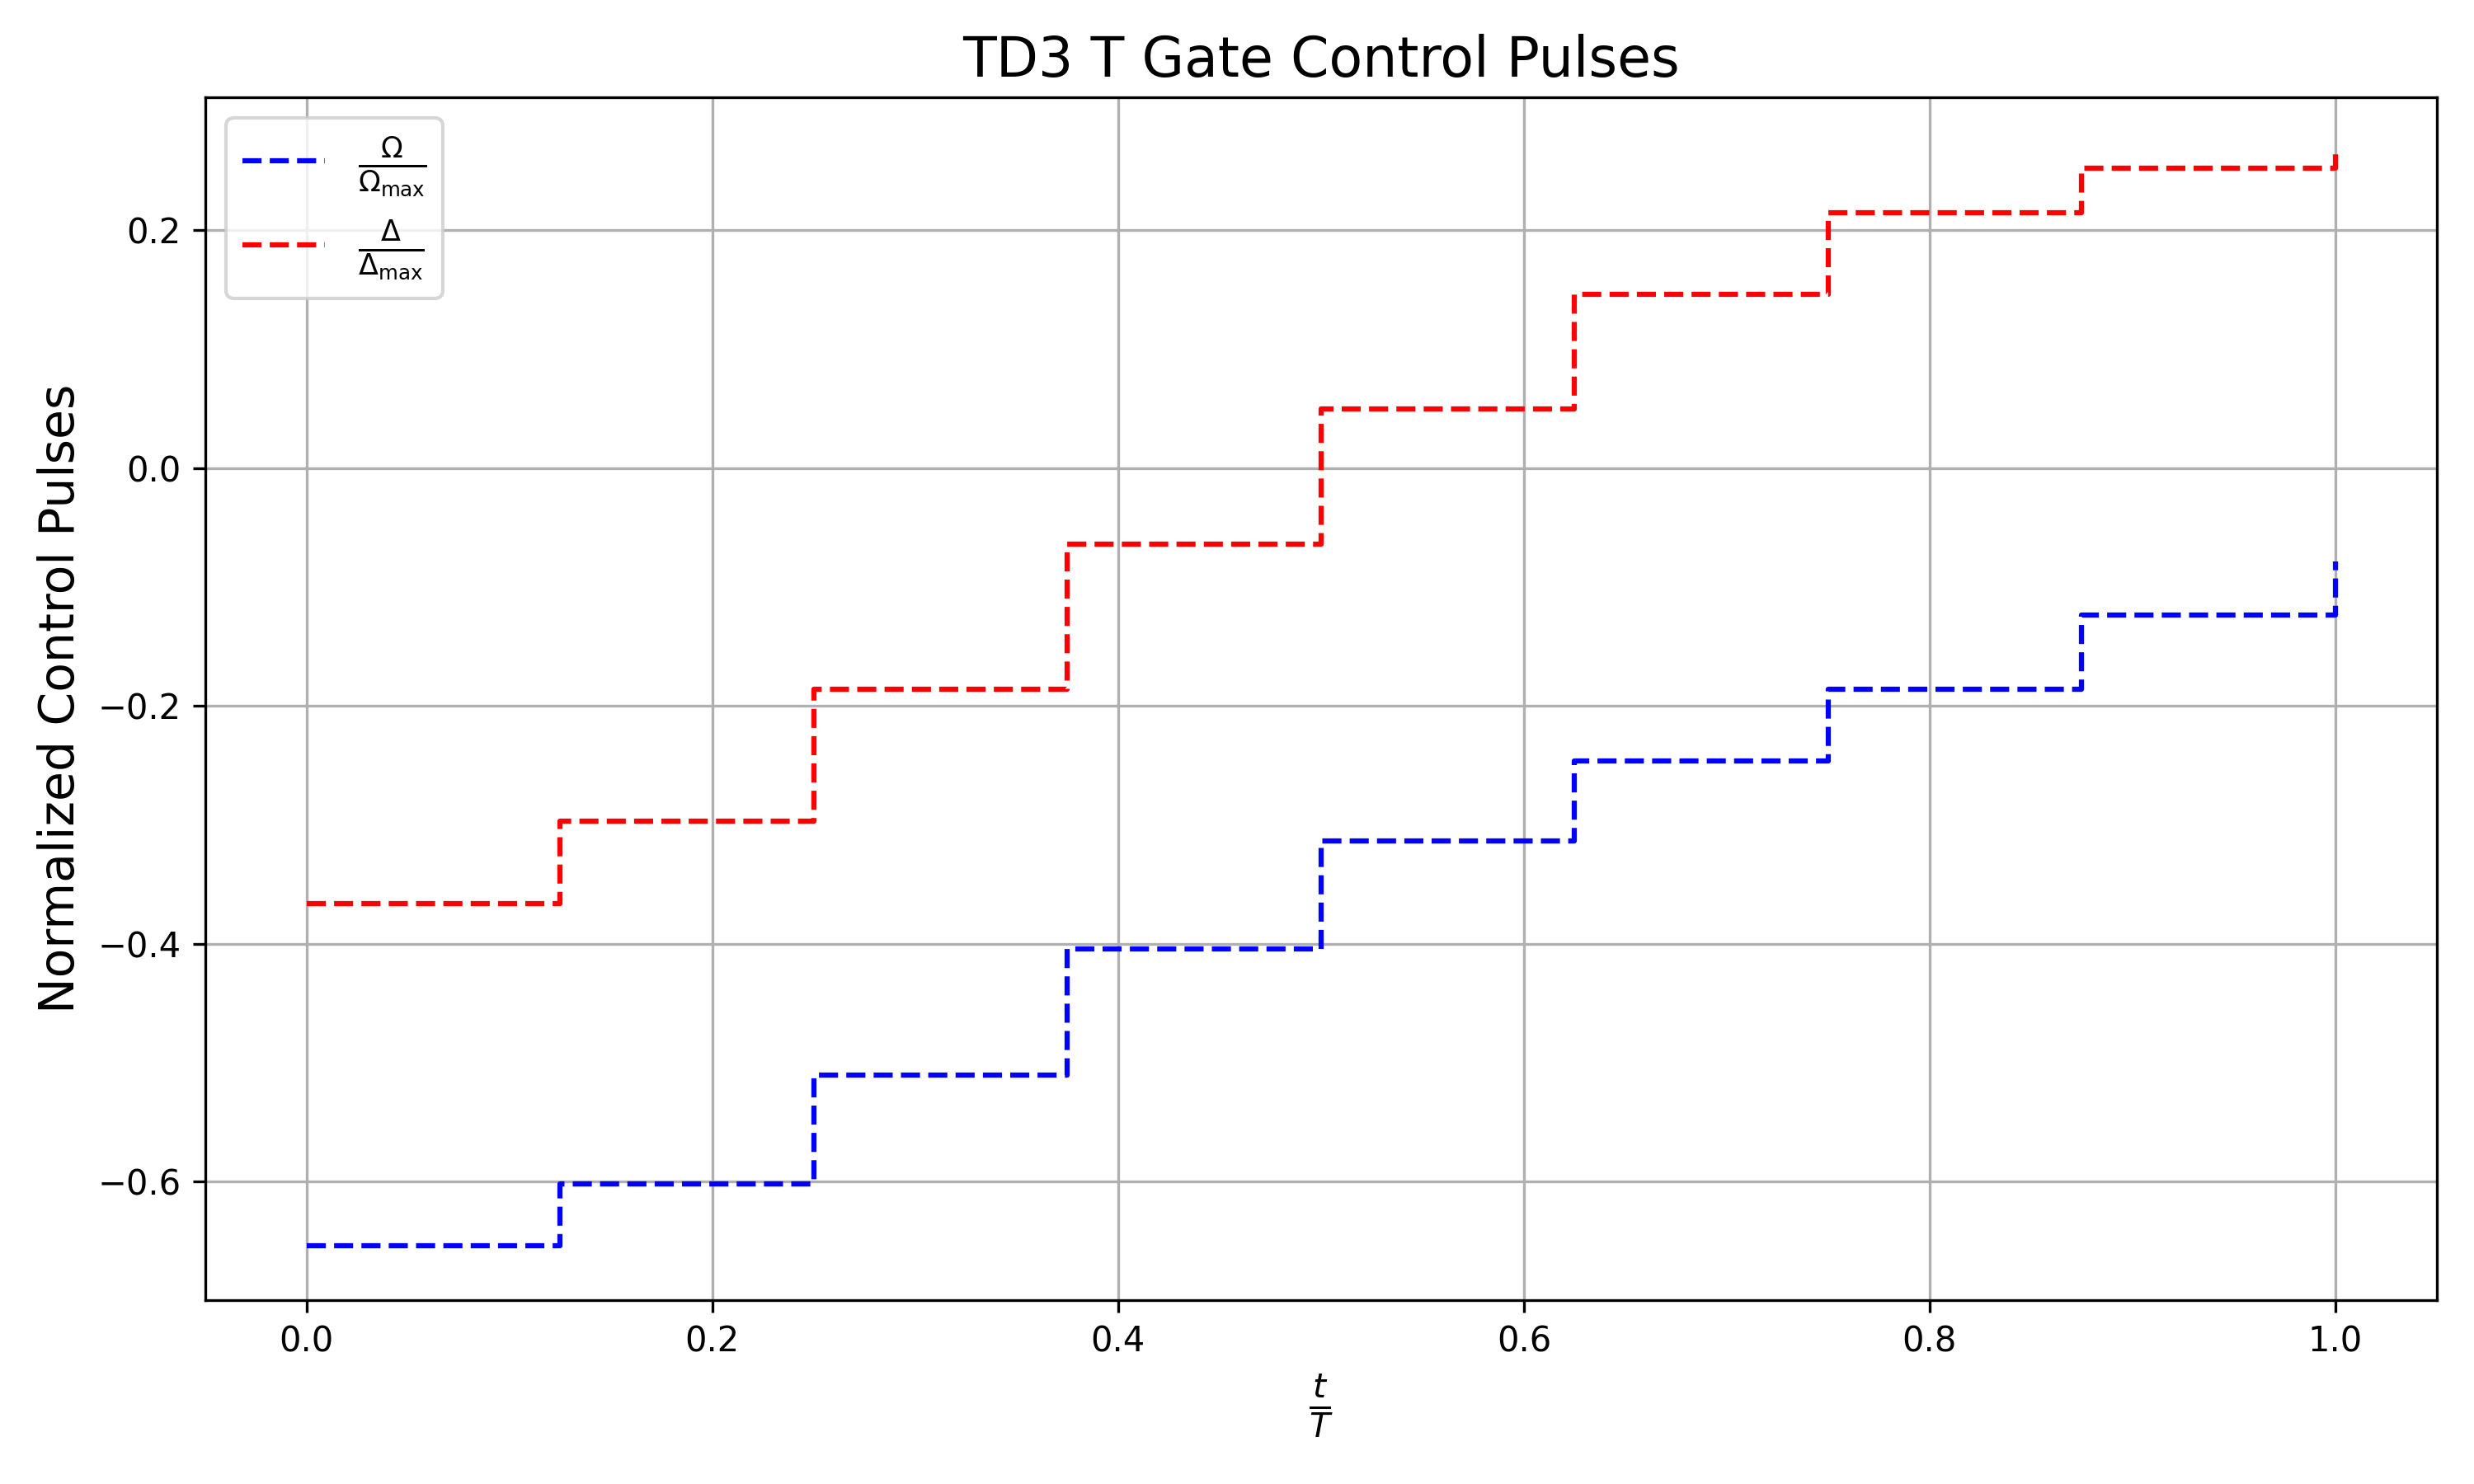 TD3 T Gate Control Pulses
Ω
Ωmax
Δ
Δmax
Normalized Control Pulses
0.2
0.0
−0.2
−0.4
−0.6
0.0 0.2 0.4 0.6 0.8 1.0
t
T